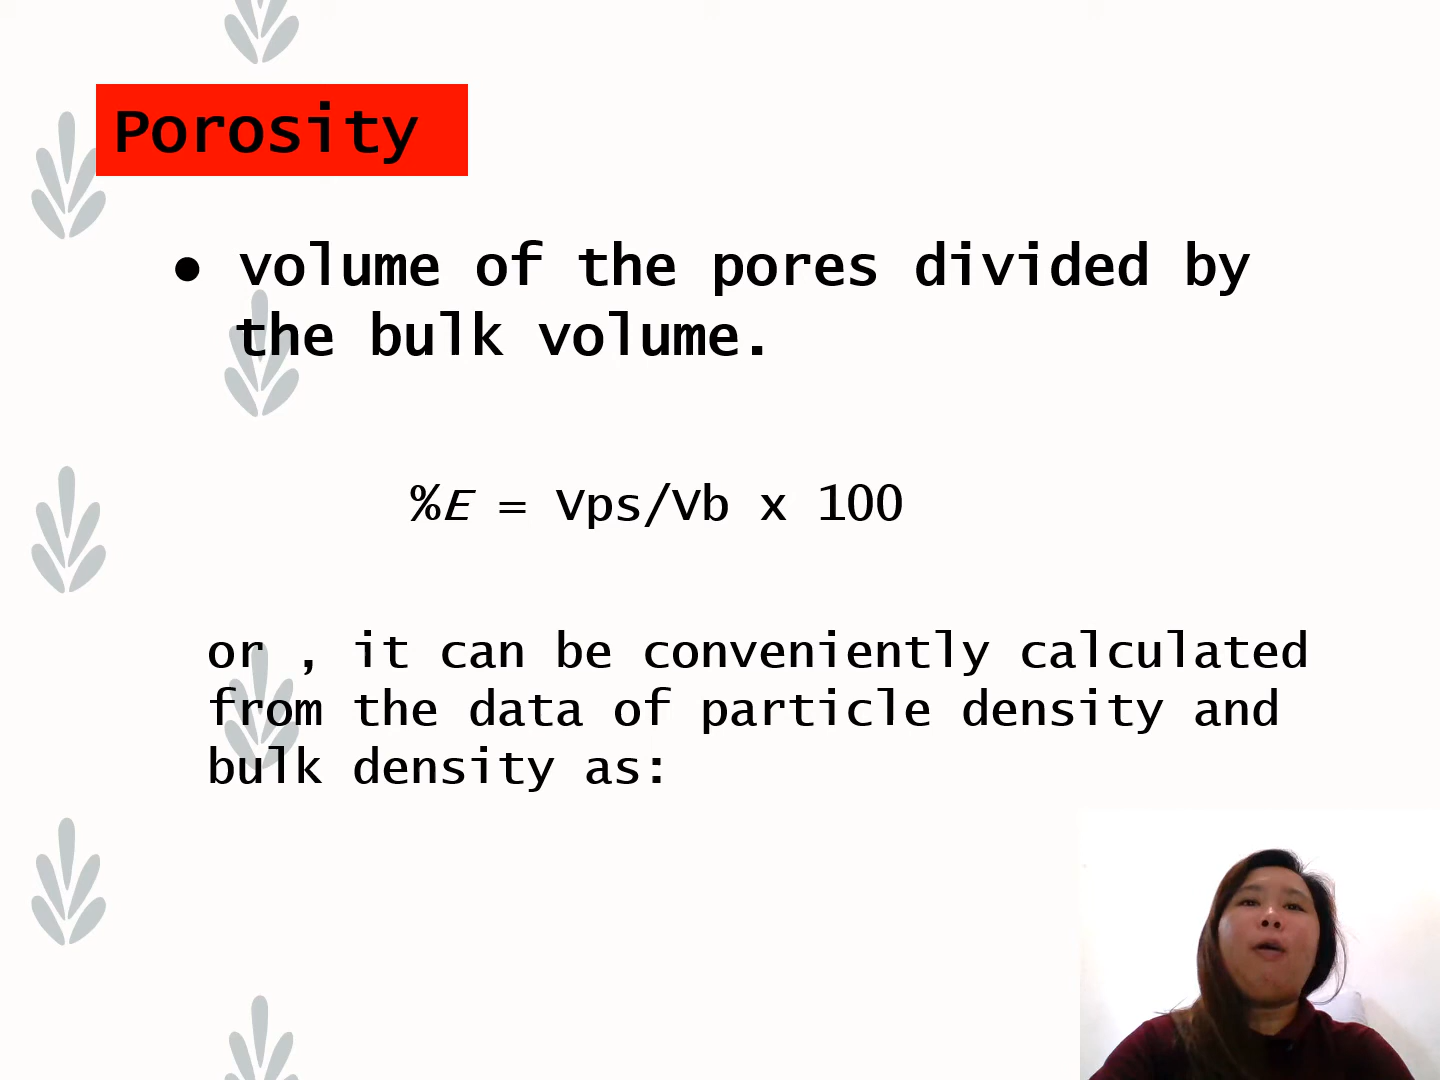 Porosity
● volume of the pores divided by
the bulk volume.
%E = Vps/Vb x 100
or , it can be conveniently calculated
from the data of particle density and
bulk density as: